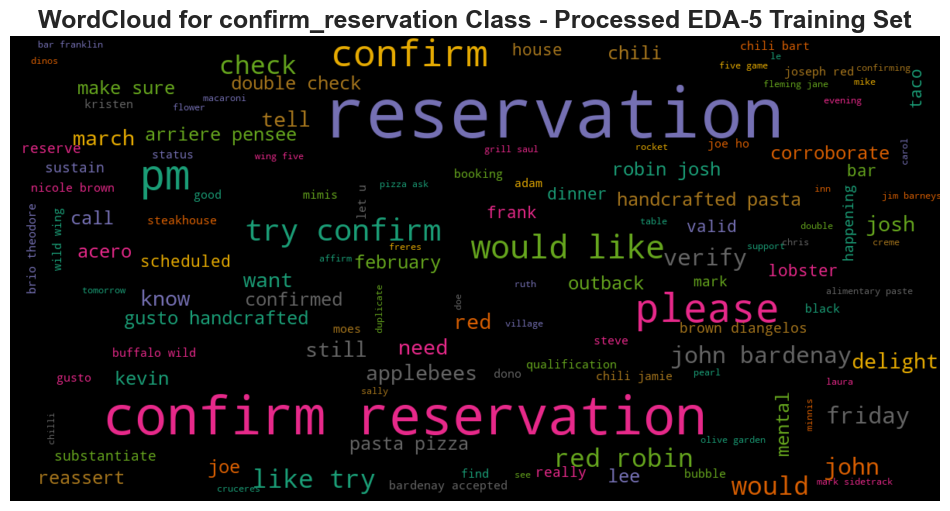 WordCloud for confirm_reservation Class - Processed EDA-5 Training Set
bar franklin
dinos
check
confirm
house
chili
chili bart
le
five game
joseph red
confirming
mike
fleming jane
taco
make sure
kristen
macaroni
flower
double check
tell
reservation
evening
march
arriere pensee
reserve
status
wing five
grill saul
rocket
joe ho
corroborate
carol
sustain
pm
good
mimis
let u
pizza ask
booking
adam
dinner
robin josh
bar
nicole brown
handcrafted pasta
inn
jim barneys
brio theodore
wild wing
call
steakhouse
try confirm
frank
table
valid
double
happening
josh
creme
acero
scheduled
freres
affirm
february
would like
verify
support
chris
lobster
tomorrow
know
want
confirmed
duplicate
doe
ruth
outback
mark
alimentary paste
black
gusto handcrafted
moes
red
village
please
brown diangelos
buffalo wild
still
need
steve
john bardenay
delight
gusto
kevin
applebees
dono
qualification
chili jamie
pearl
laura
sally
confirm reservation
chilli
mental
minnis
friday
pasta pizza
olive garden
substantiate
reassert
joe
cruceres
like try
find
bardenay accepted
see
really
lee
red robin
bubble
would
john
mark sidetrack